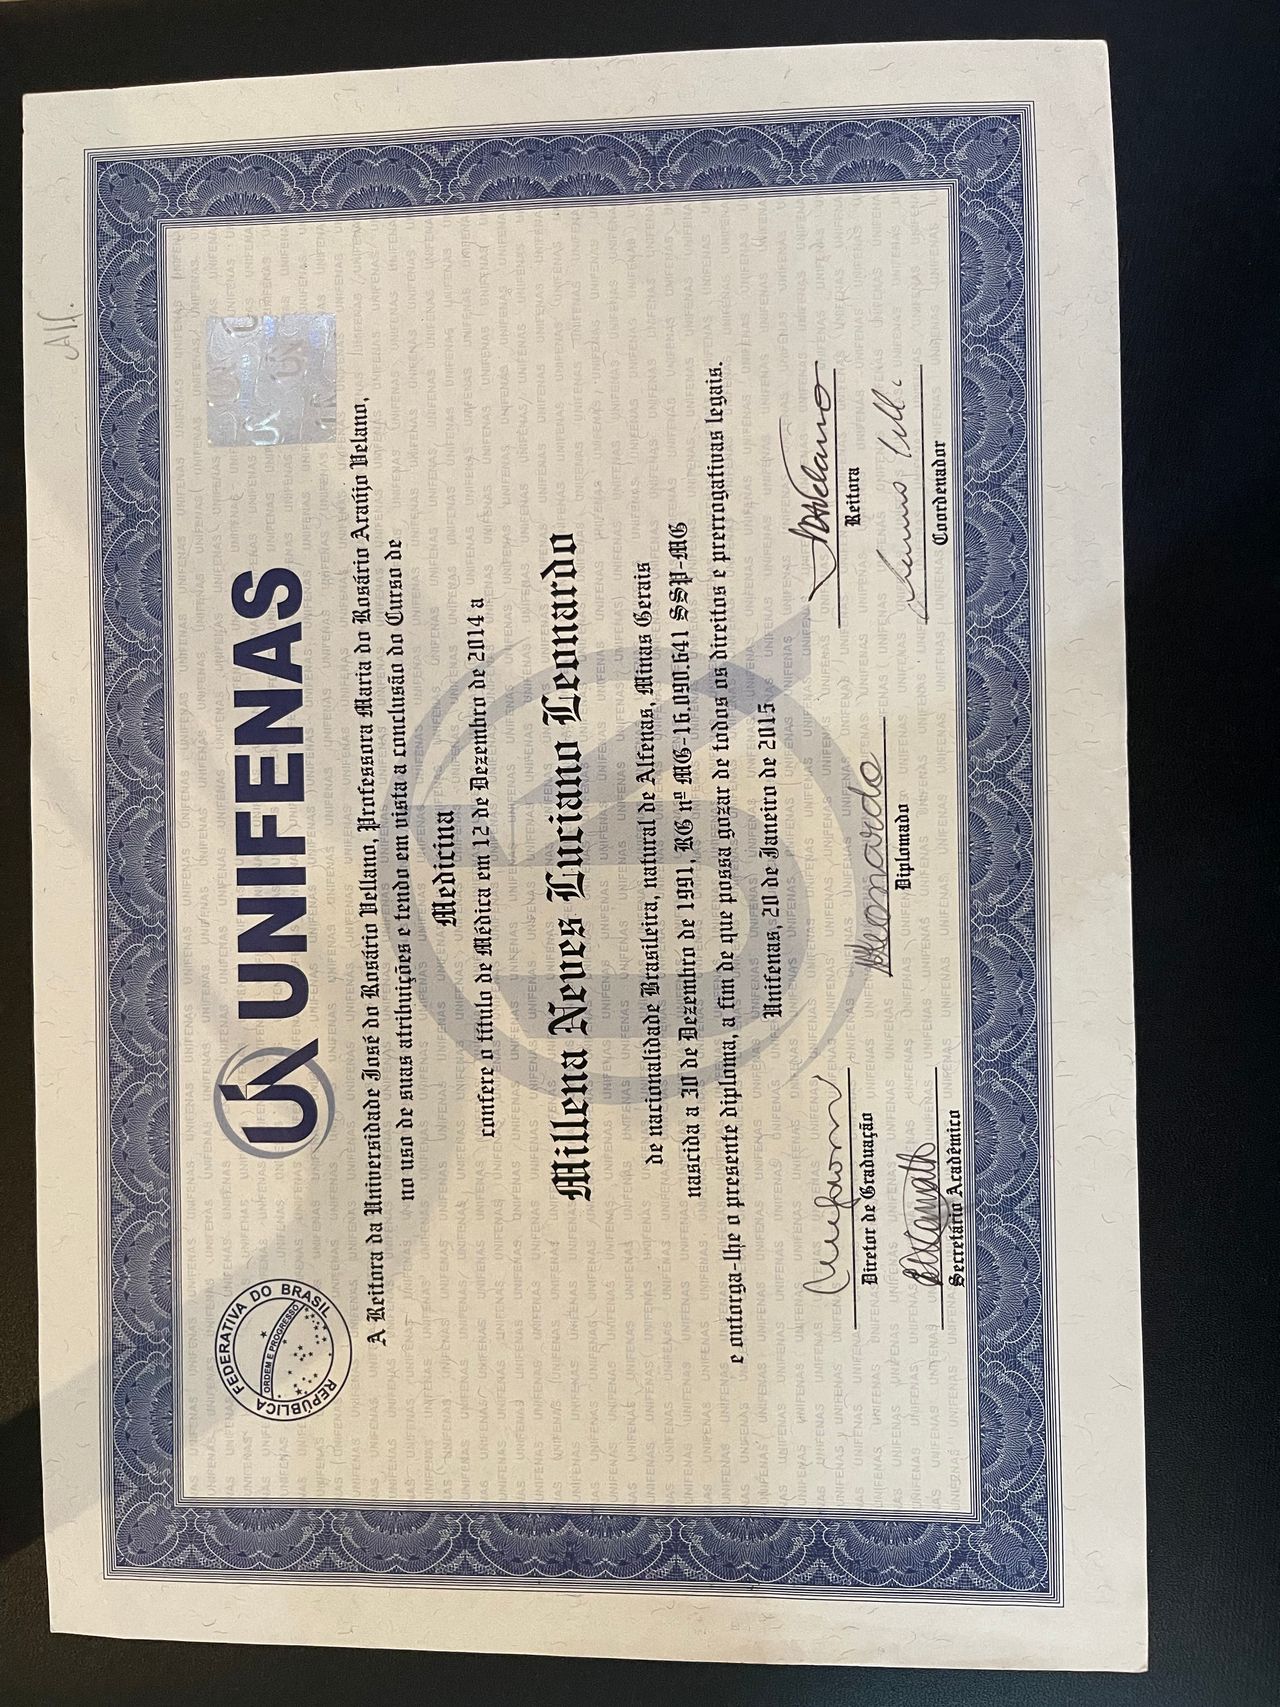 Alf.
REPÚBLICA FEDERATIVA DO BRASIL
ORDEM E PROGRESSO
UNIFENAS
A Reitora da Universidade José do Rosário Vellano, Professora Maria do Rosário Araújo Velano,
no uso de suas atribuições e tendo em vista a conclusão do Curso de
Medicina
confere o título de Médica em 12 de Dezembro de 2014 a
Millena Neves Luciano Leonardo
de nacionalidade Brasileira, natural de Alfenas, Minas Gerais
nascida a 30 de Dezembro de 1991, RG nº MG-16.090.641 SSP-MG
e outorga-lhe o presente diploma, a fim de que possa gozar de todos os direitos e prerrogativas legais.
Unifenas, 20 de Janeiro de 2015
Diretor de Graduação
Diplomado
Reitora
Secretário Acadêmico
Coordenador